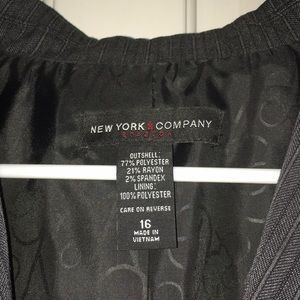 NEW YORK & COMPANY
STRETCH
OUTSHELL:
77% POLYESTER
21% RAYON
2% SPANDEX
LINING:
100% POLYESTER
CARE ON REVERSE
16
MADE IN
VIETNAM